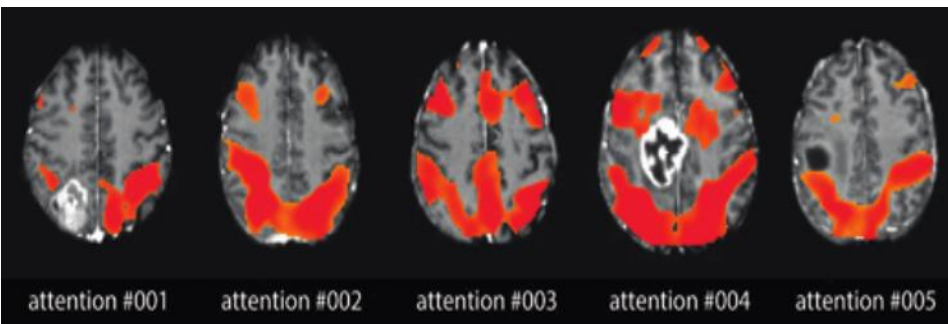 attention #001
attention #002
attention #003
attention #004
attention #005